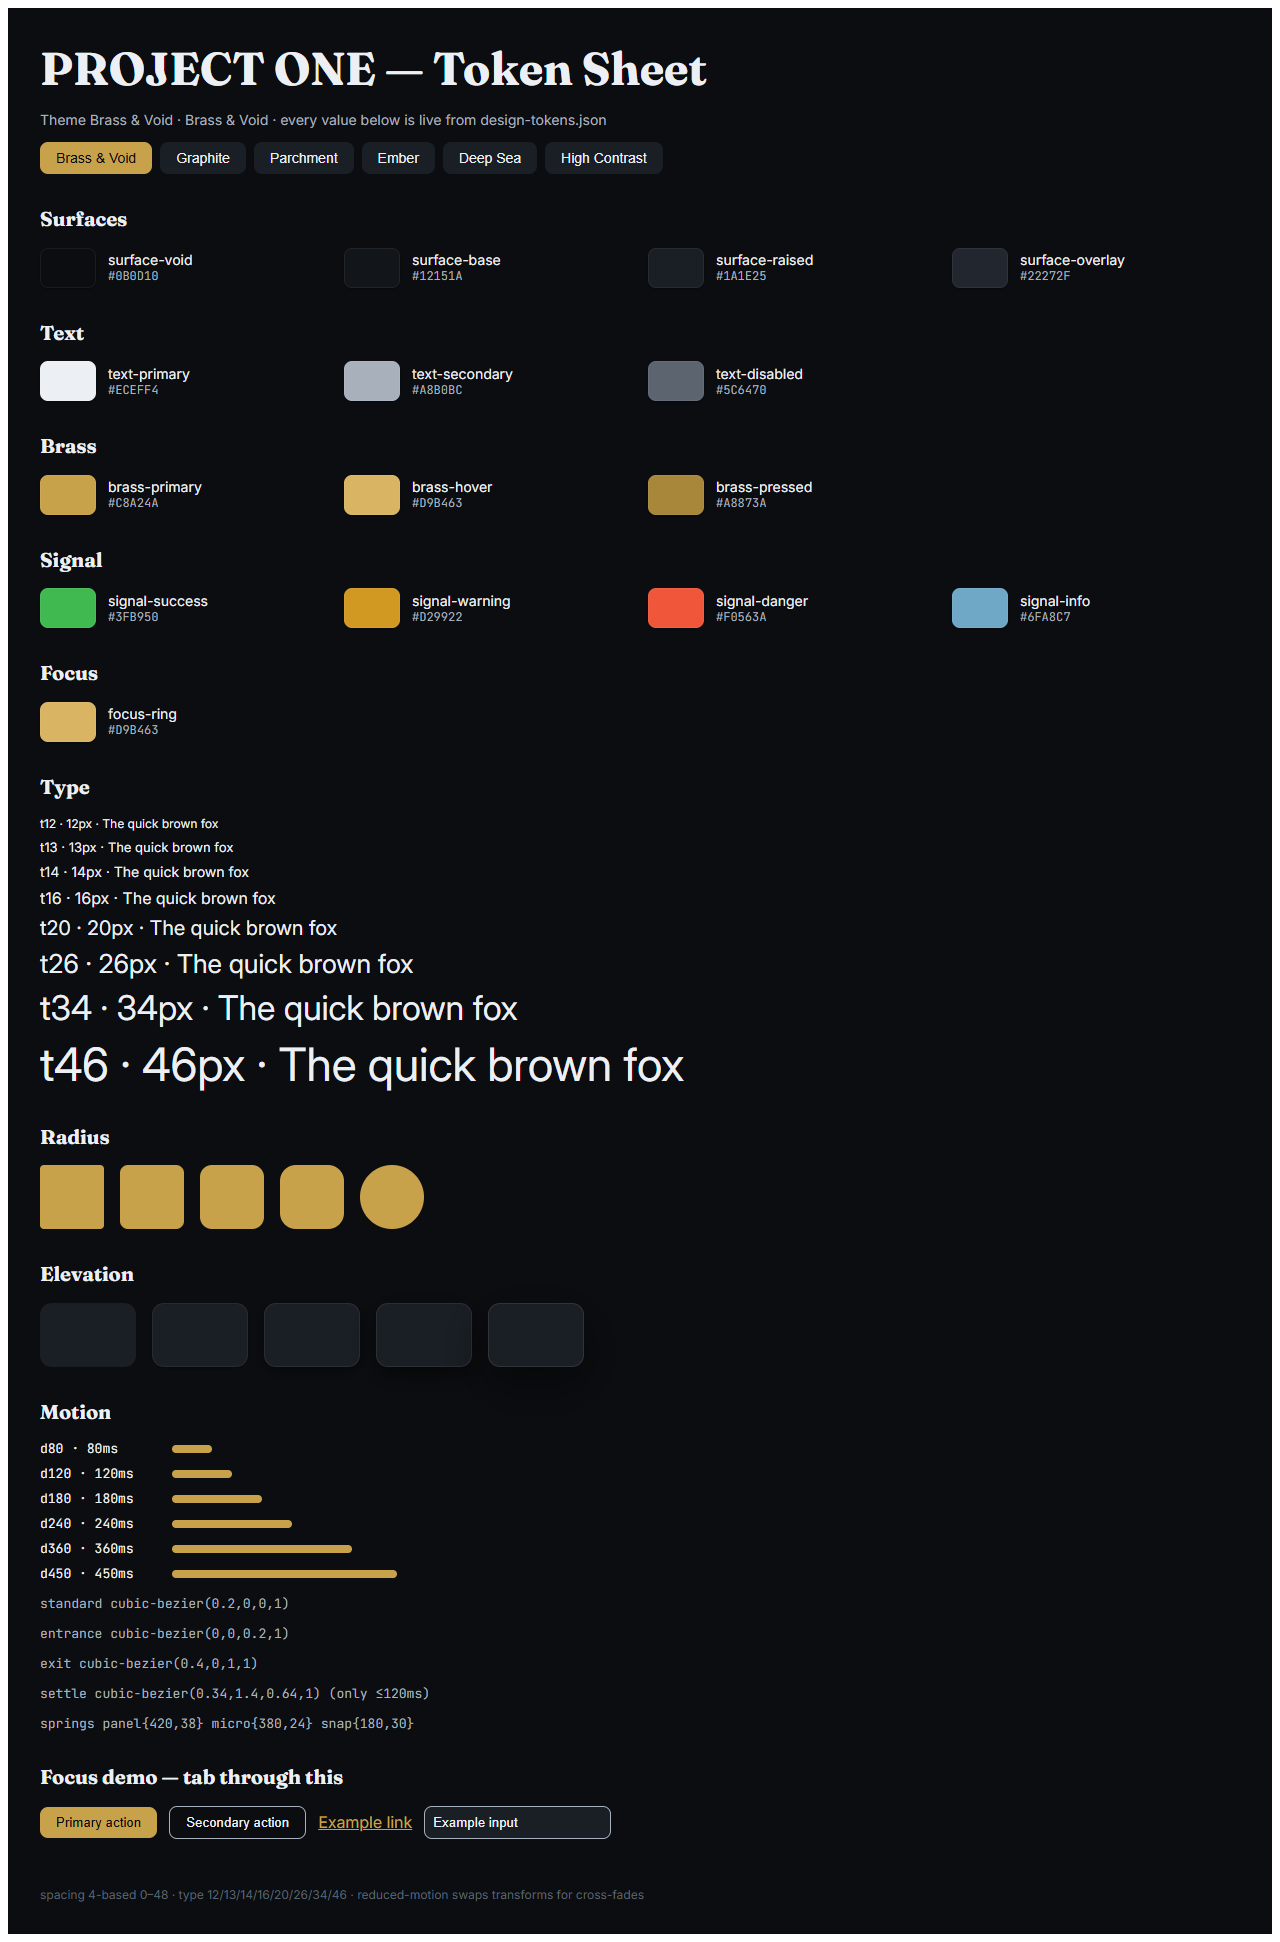 PROJECT ONE — Token Sheet
Theme Brass & Void · Brass & Void · every value below is live from design-tokens.json
Brass & Void Graphite Parchment Ember Deep Sea High Contrast
Surfaces
surface-void surface-base surface-raised surface-overlay
#0B0D10 #12151A #1A1E25 #22272F
Text
text-primary text-secondary text-disabled
#ECEFF4 #A8B0BC #5C6470
Brass
brass-primary brass-hover brass-pressed
#C8A24A #D9B463 #A8873A
Signal
signal-success signal-warning signal-danger signal-info
#3FB950 #D29922 #F0563A #6FA8C7
Focus
focus-ring
#D9B463
Type
t12 · 12px · The quick brown fox
t13 · 13px · The quick brown fox
t14 · 14px · The quick brown fox
t16 · 16px · The quick brown fox
t20 · 20px · The quick brown fox
t26 · 26px · The quick brown fox
t34 · 34px · The quick brown fox
t46 · 46px · The quick brown fox
Radius
Elevation
Motion
d80 · 80ms
d120 · 120ms
d180 · 180ms
d240 · 240ms
d360 · 360ms
d450 · 450ms
standard cubic-bezier(0.2,0,0,1)
entrance cubic-bezier(0,0,0.2,1)
exit cubic-bezier(0.4,0,1,1)
settle cubic-bezier(0.34,1.4,0.64,1) (only ≤120ms)
springs panel{420,38} micro{380,24} snap{180,30}
Focus demo — tab through this
Primary action Secondary action Example link Example input
spacing 4-based 0–48 · type 12/13/14/16/20/26/34/46 · reduced-motion swaps transforms for cross-fades